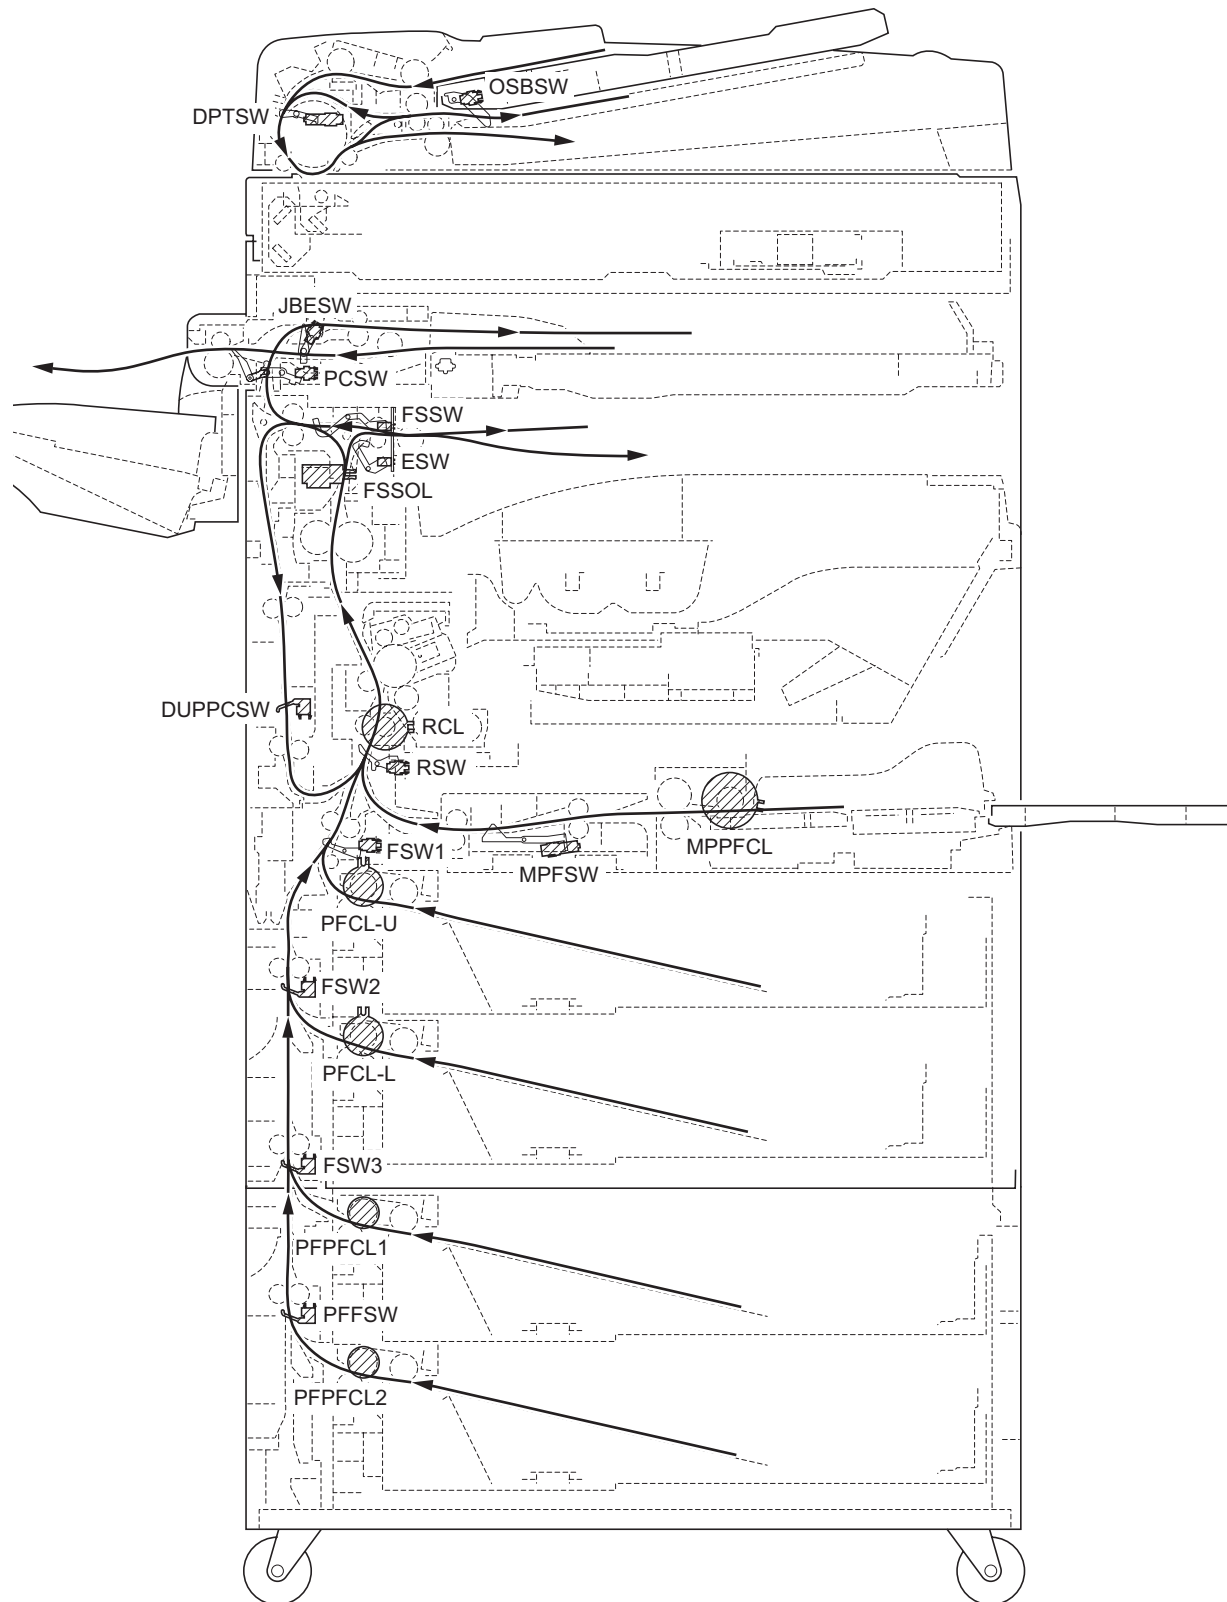 OSBSW
DPTSW
JBESW
PCSW
FSSW
ESW
FSSOL
DUPPCSW
RCL
RSW
MPPFCL
FSW1
MPFSW
PFCL-U
FSW2
PFCL-L
FSW3
PFPFCL1
PFFSW
PFPFCL2